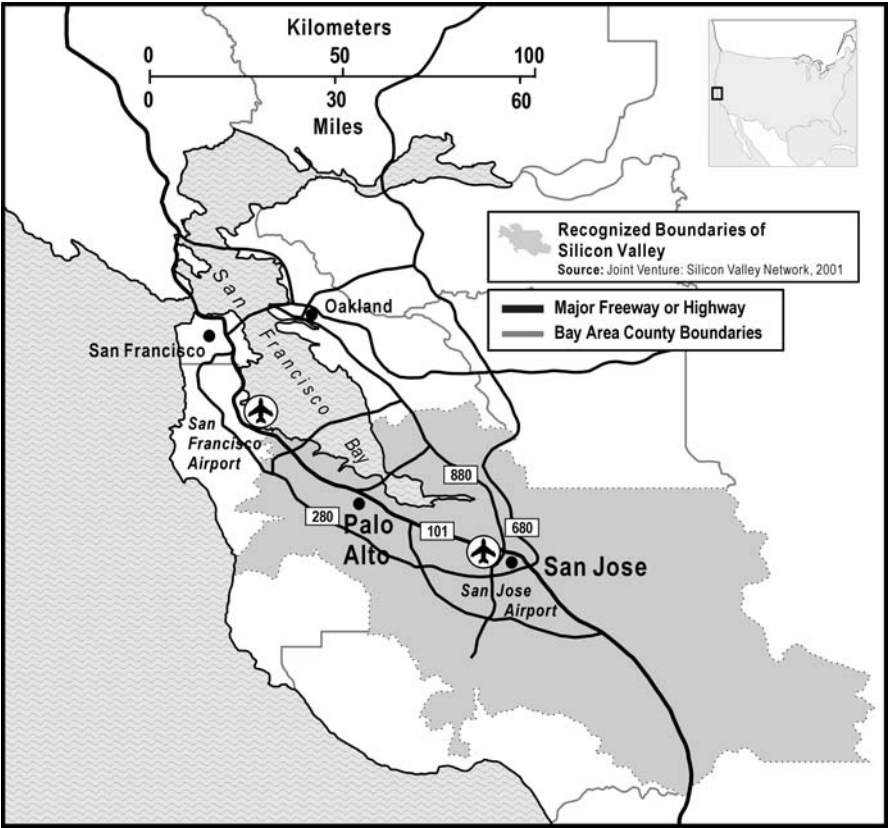 Kilometers
0 50 100
0 30 60
Miles
Recognized Boundaries of
Silicon Valley
Source: Joint Venture: Silicon Valley Network, 2001
Major Freeway or Highway
Bay Area County Boundaries
San
Francisco
Bay
Oakland
San Francisco
San
Francisco
Airport
880
280
Palo
Alto
101
680
San Jose
San Jose
Airport